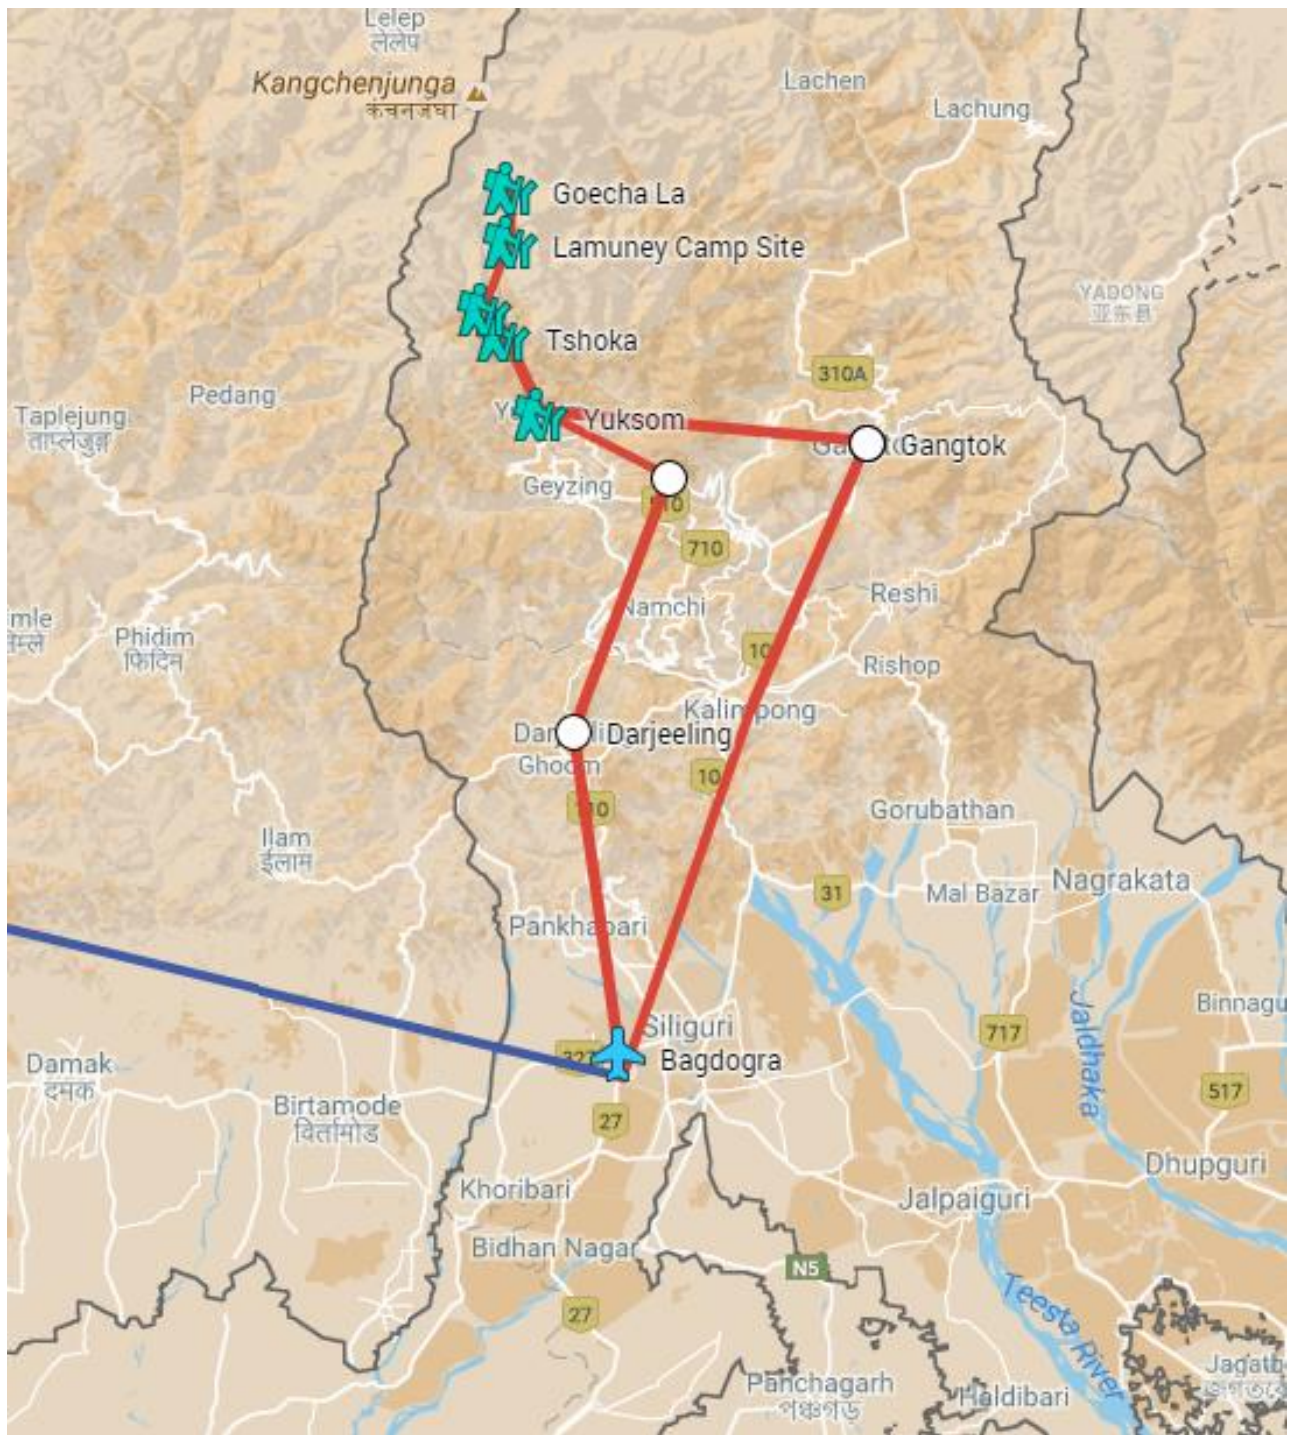 Lelep
लेलेप
Kangchenjunga
कंचनजंघा
Lachen
Lachung
Goecha La
Lamuney Camp Site
YADONG
亚东县
Tshoka
310A
Pedang
Taplejung
ताप्लेजुङ्ग
Yuksom
Gangtok
Geyzing
710
Namchi
Reshi
Phidim
फिदिम
10
Rishop
Kalimpong
Darjeeling
Ghoom
10
Gorubathan
Ilam
ईलाम
31
Mal Bazar
Nagrakata
Pankhabari
Binnagu
Siliguri
717
Jaldhaka
Bagdogra
327
Damak
दमक
517
Birtamode
विर्तामोड
27
Dhupguri
Khoribari
Jalpaiguri
Bidhan Nagar
N5
27
Teesta River
Panchagarh
পঞ্চগড়
Haldibari